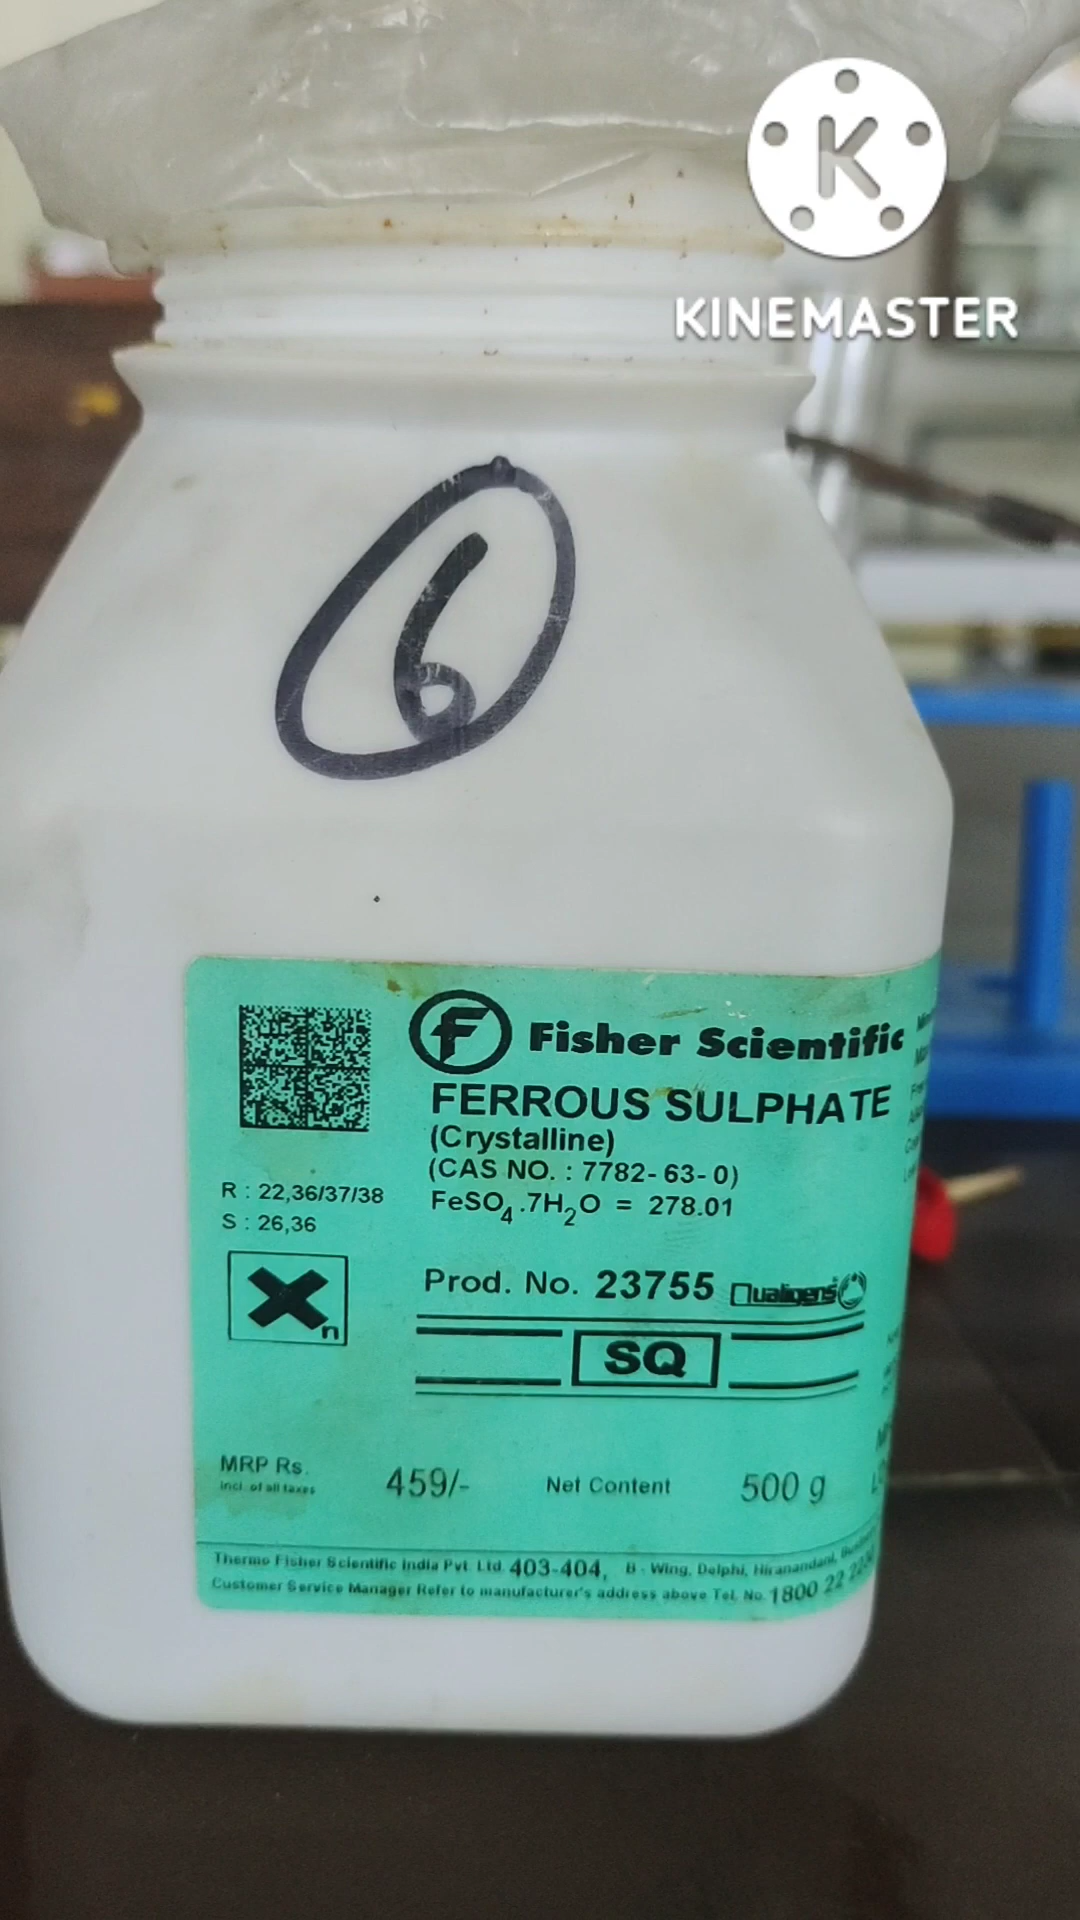 K
KINEMASTER
6
F Fisher Scientific
FERROUS SULPHATE
(Crystalline)
(CAS NO. : 7782-63-0)
FeSO4.7H2O = 278.01
R : 22,36/37/38
S : 26,36
Xn
Prod. No. 23755 Qualigens
SQ
MRP Rs. 459/- Net Content 500 g
incl. of all taxes
Thermo Fisher Scientific India Pvt. Ltd. 403-404, B - Wing, Delphi, Hiranandani,
Customer Service Manager Refer to manufacturer's address above Tel. No. 1800 22